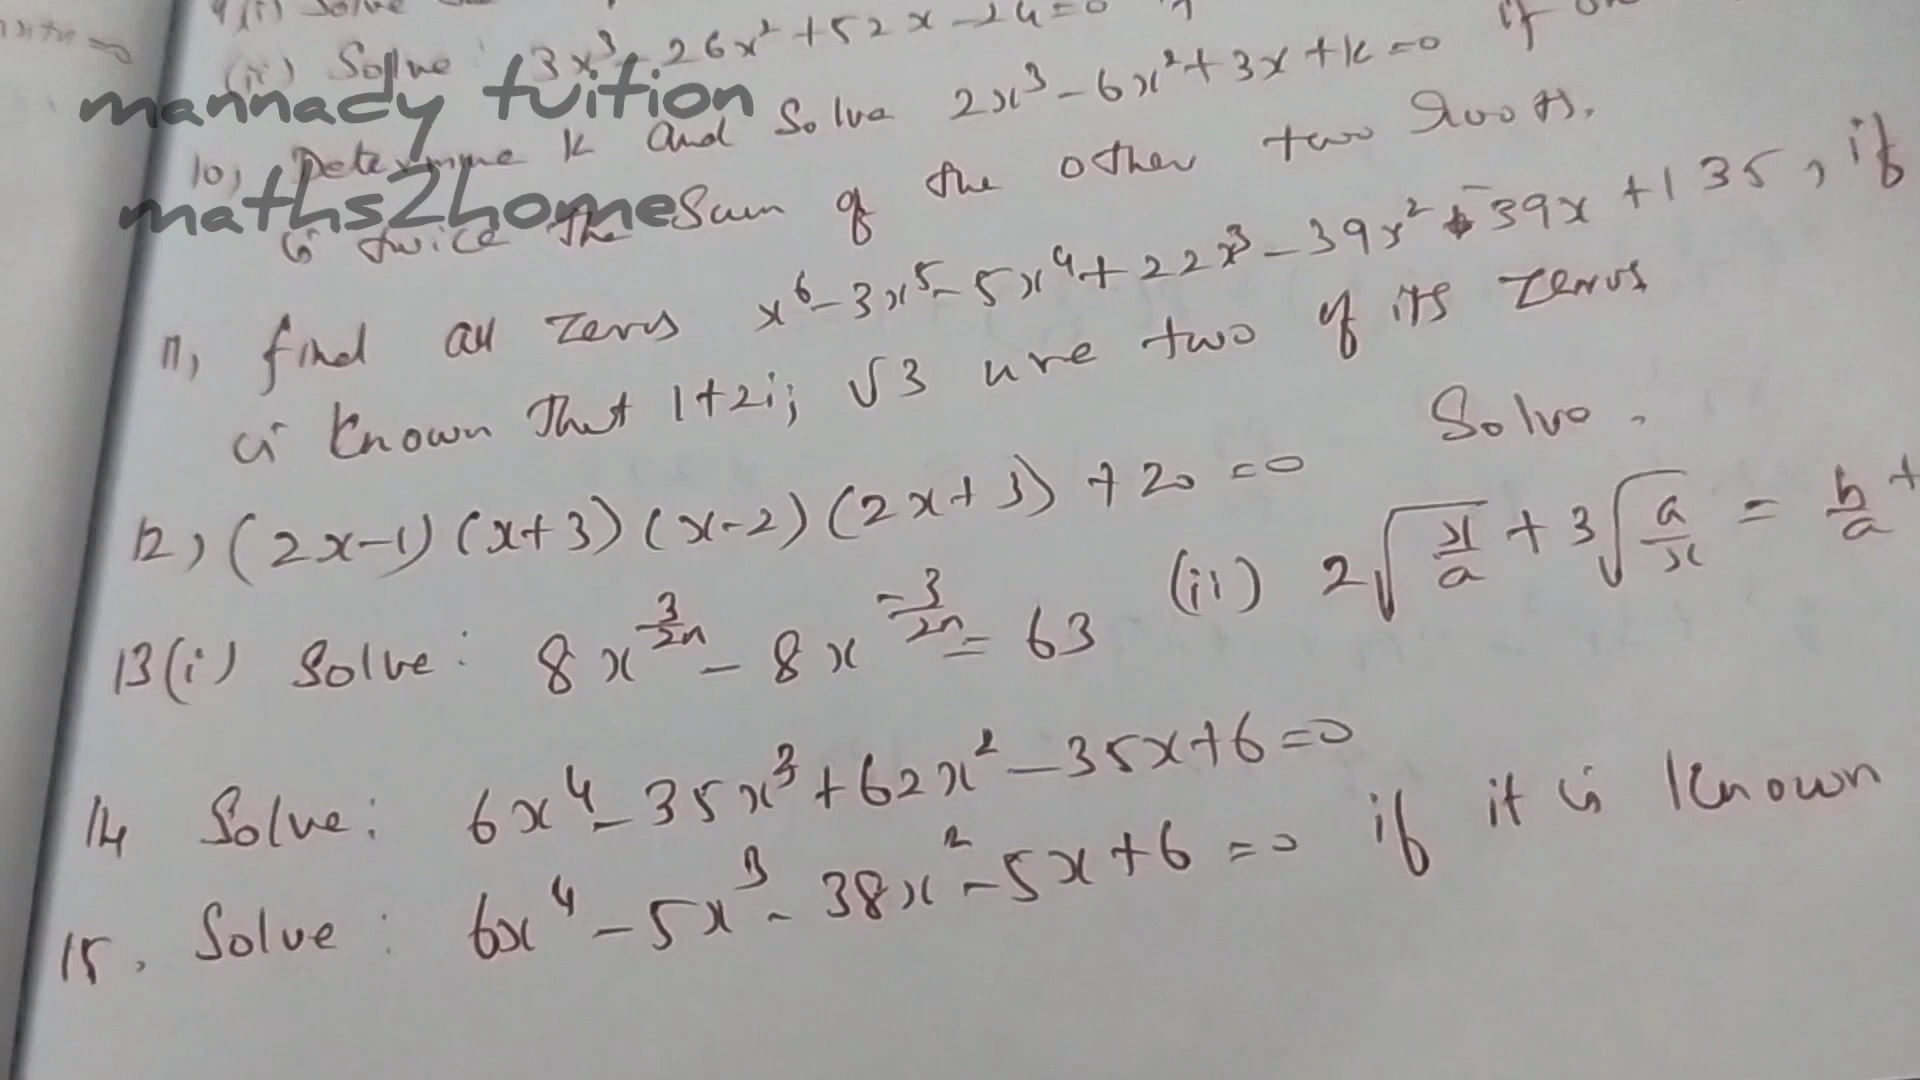 (ii) Solve : 3x³ - 26x² + 52x - 24 = 0
mannady tuition
10) Determine k and Solve 2x³ - 6x² + 3x + k = 0 if
maths2home
is twice the Sum of the other two roots.
11) find all zeros x⁶ - 3x⁵ - 5x⁴ + 22x³ - 39x² - 39x + 135, if
is known That 1+2i; √3 are two of its zeros
12) (2x-1) (x+3) (x-2) (2x+3) + 20 = 0 Solve.
13(i) Solve: 8x^(3/2n) - 8x^(-3/2n) = 63 (ii) 2√(x/a) + 3√(a/x) = b/a +
14 Solve: 6x⁴ - 35x³ + 62x² - 35x + 6 = 0
15. Solve : 6x⁴ - 5x³ - 38x² - 5x + 6 = 0 if it is known